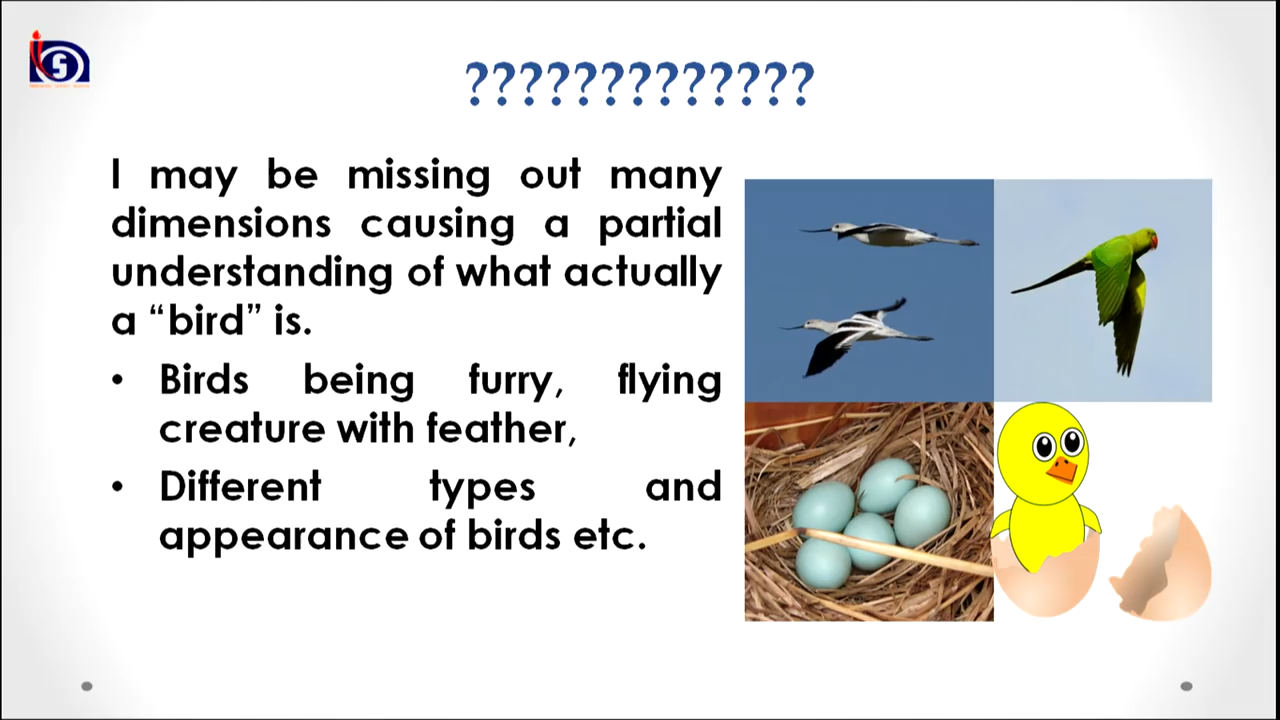 ?????????????
I may be missing out many
dimensions causing a partial
understanding of what actually
a “bird” is.
• Birds being furry, flying
creature with feather,
• Different types and
appearance of birds etc.